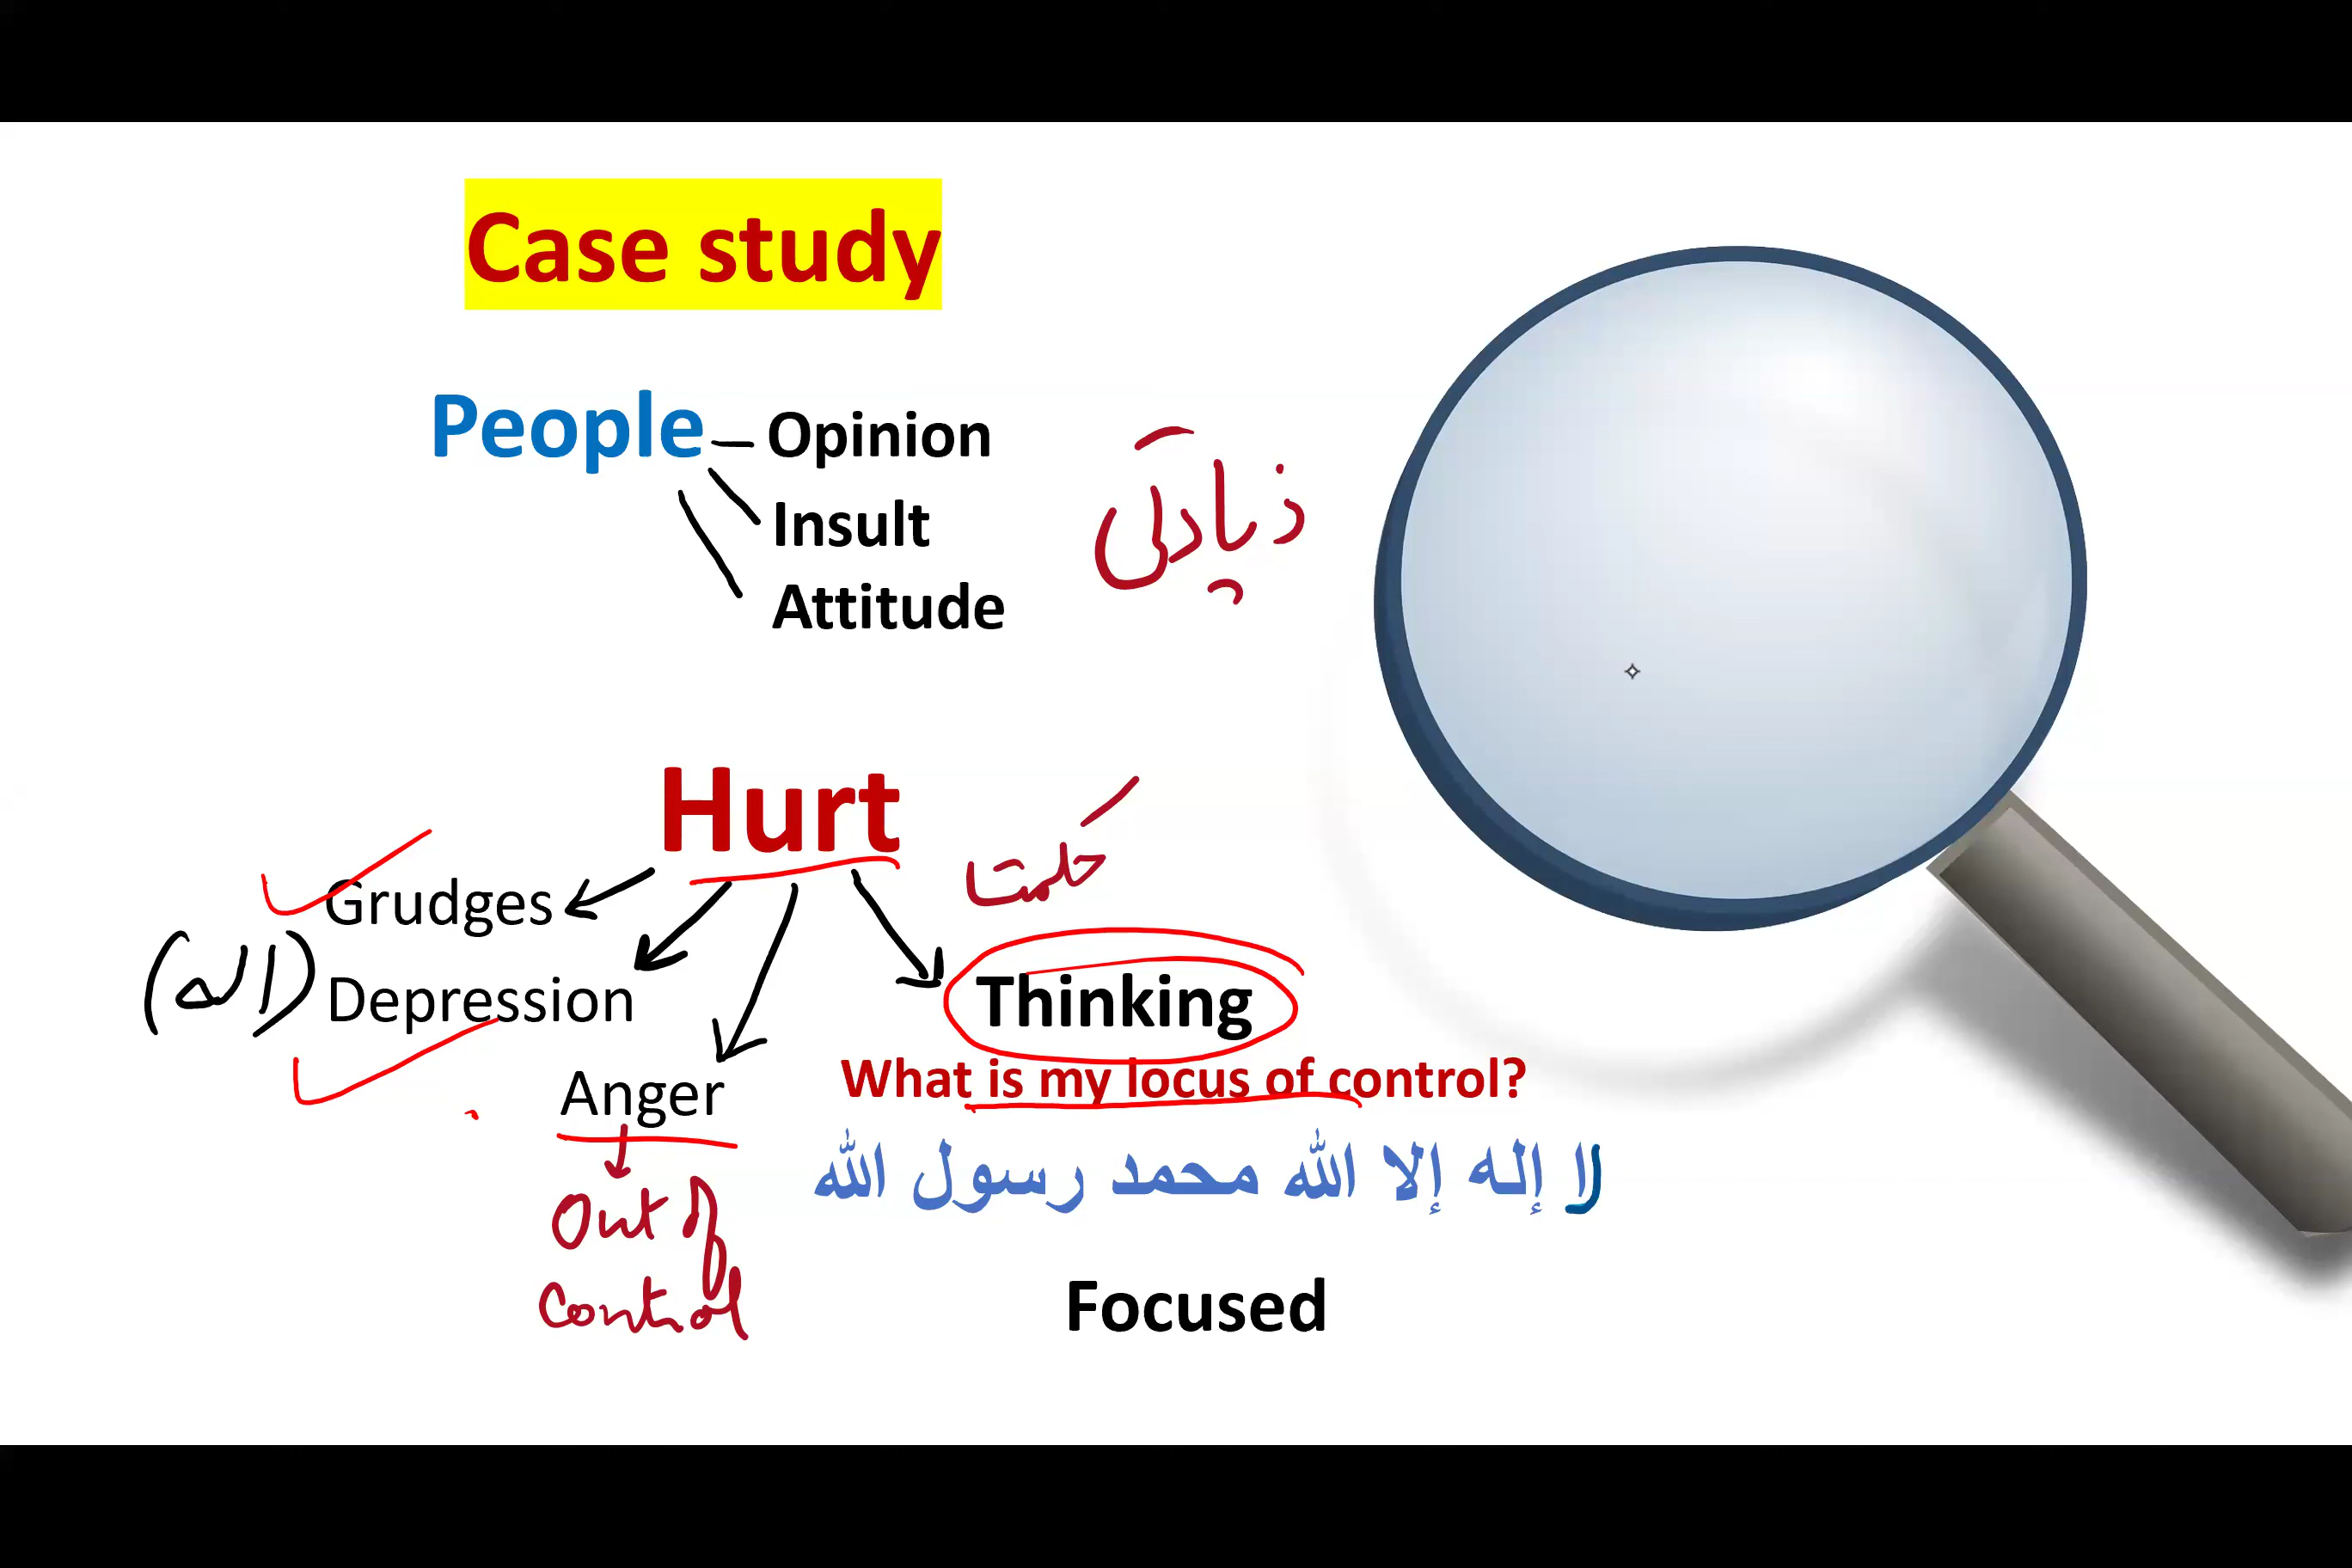 Case study
People
Opinion
Insult
Attitude
زیادتی
Hurt
حکمت
Grudges
(اله)
Depression
Thinking
Anger
What is my locus of control?
لا إله إلا الله محمد رسول الله
Out of
control
Focused